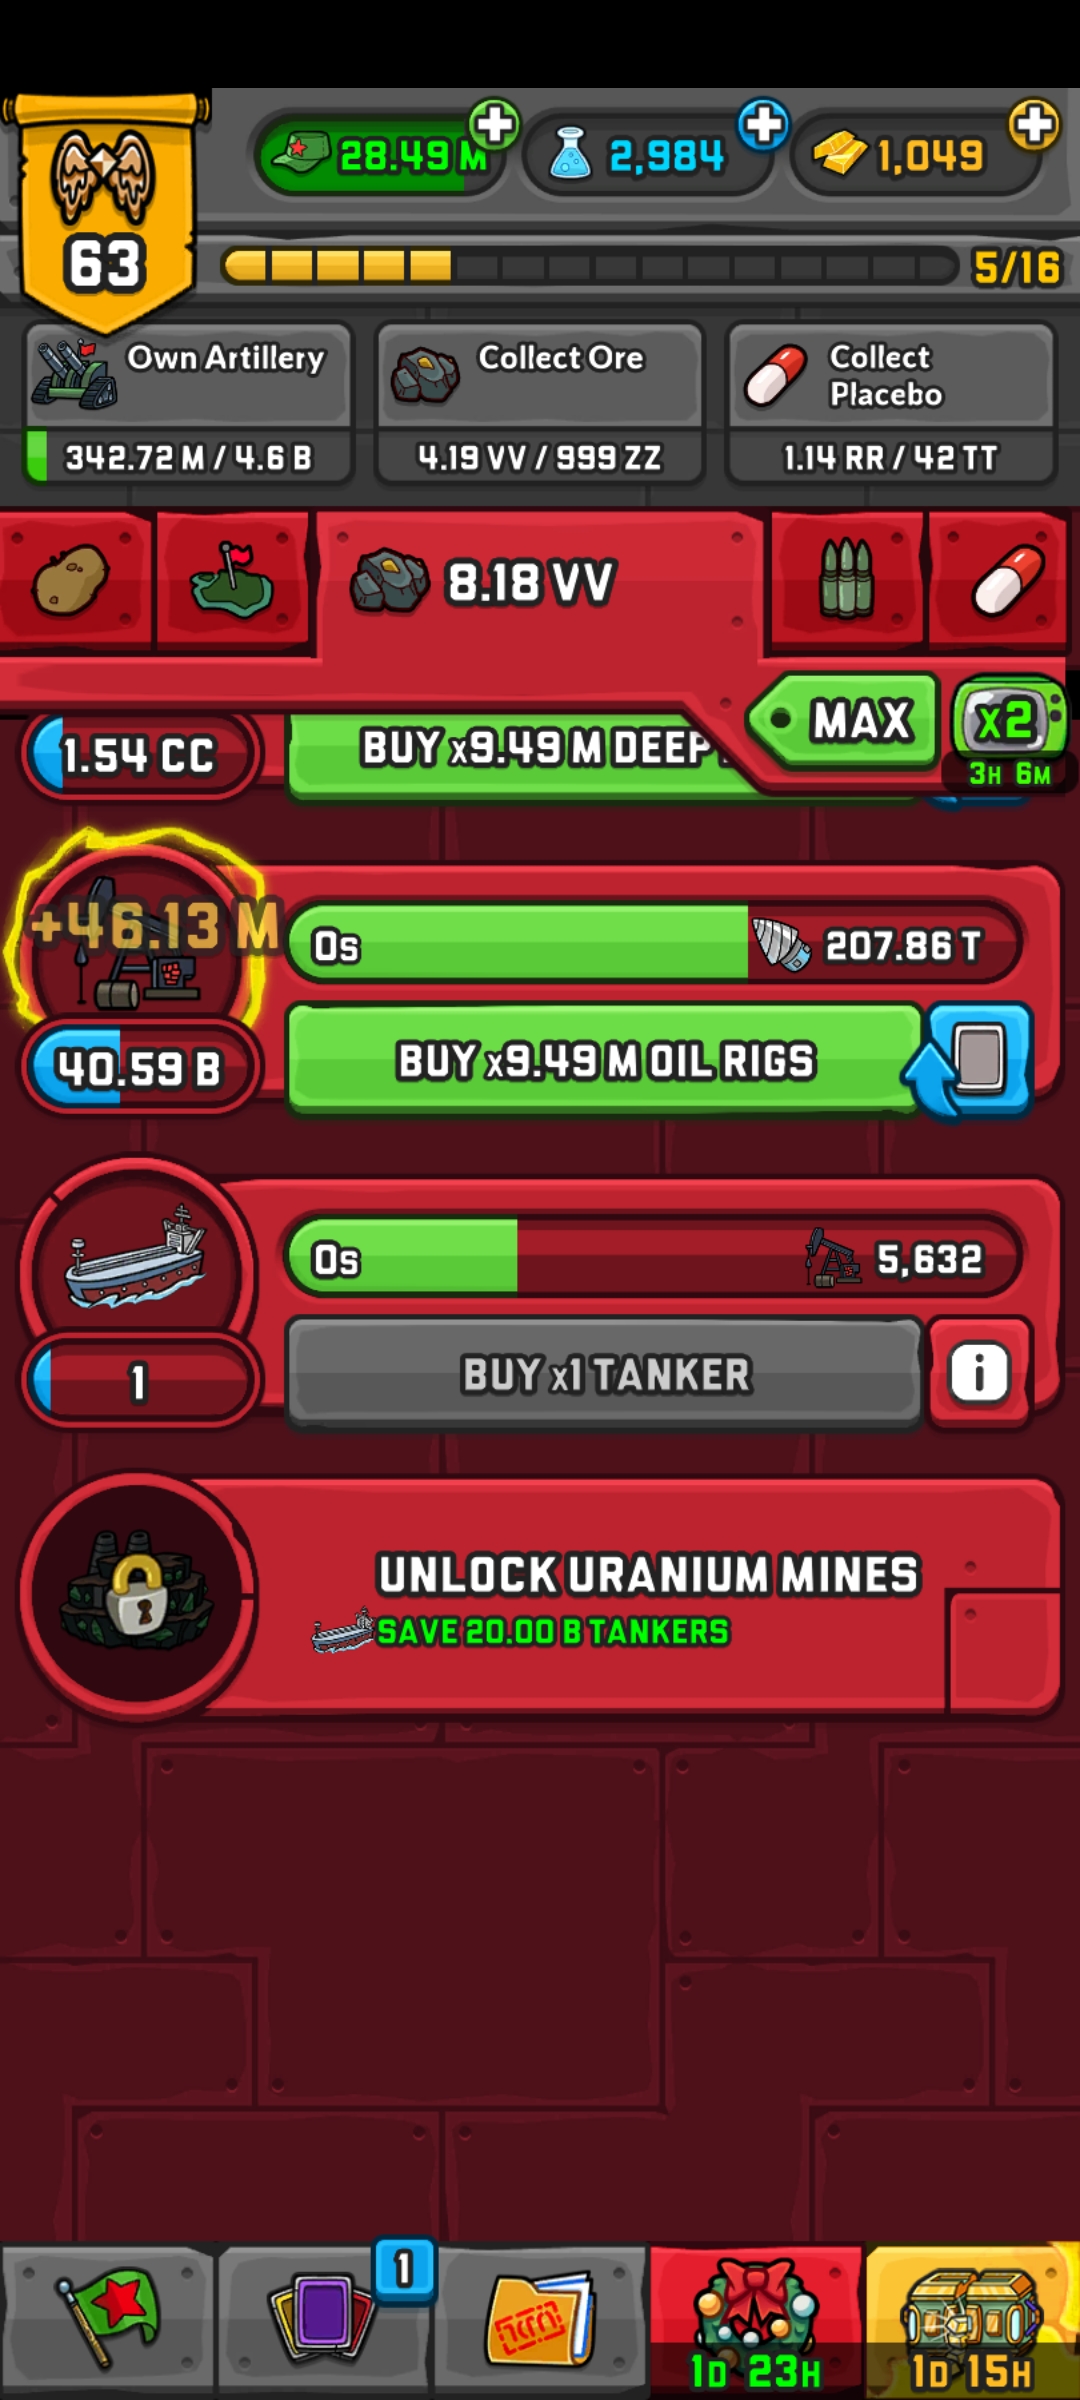 28.49 M
2,984
1,049
63
5/16
Own Artillery
342.72 M / 4.6 B
Collect Ore
4.19 VV / 999 ZZ
Collect
Placebo
1.14 RR / 42 TT
8.18 VV
MAX
x2
3H 6M
1.54 CC
BUY x9.49 M DEEP
+46.13 M
0s
207.86 T
40.59 B
BUY x9.49 M OIL RIGS
0s
5,632
1
BUY x1 TANKER
i
UNLOCK URANIUM MINES
SAVE 20.00 B TANKERS
1
1D 23H
1D 15H